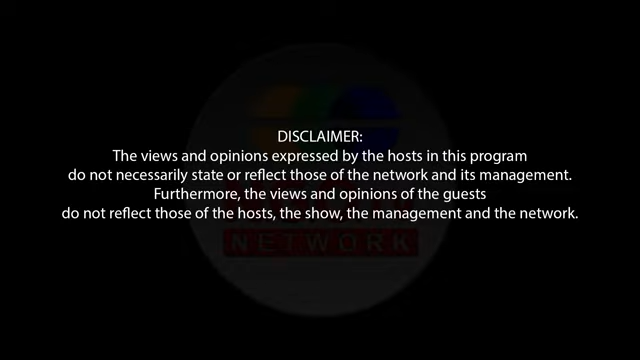 DISCLAIMER:
The views and opinions expressed by the hosts in this program
do not necessarily state or reflect those of the network and its management.
Furthermore, the views and opinions of the guests
do not reflect those of the hosts, the show, the management and the network.
NETWORK